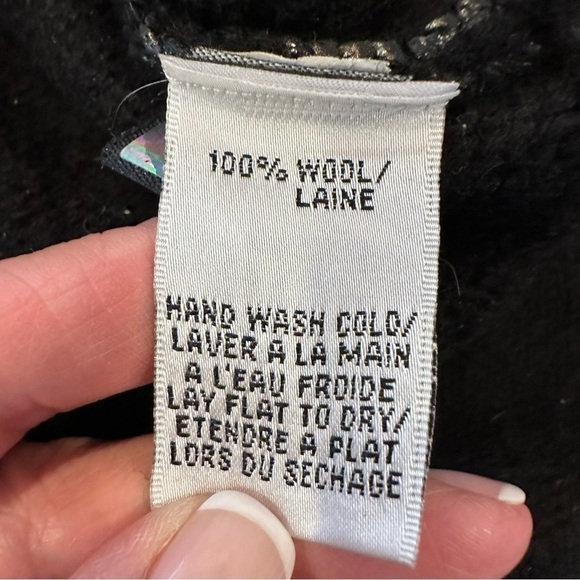 100% WOOL/
LAINE
HAND WASH COLD/
LAVER A LA MAIN
A L'EAU FROIDE
LAY FLAT TO DRY/
ETENDRE A PLAT
LORS DU SECHAGE